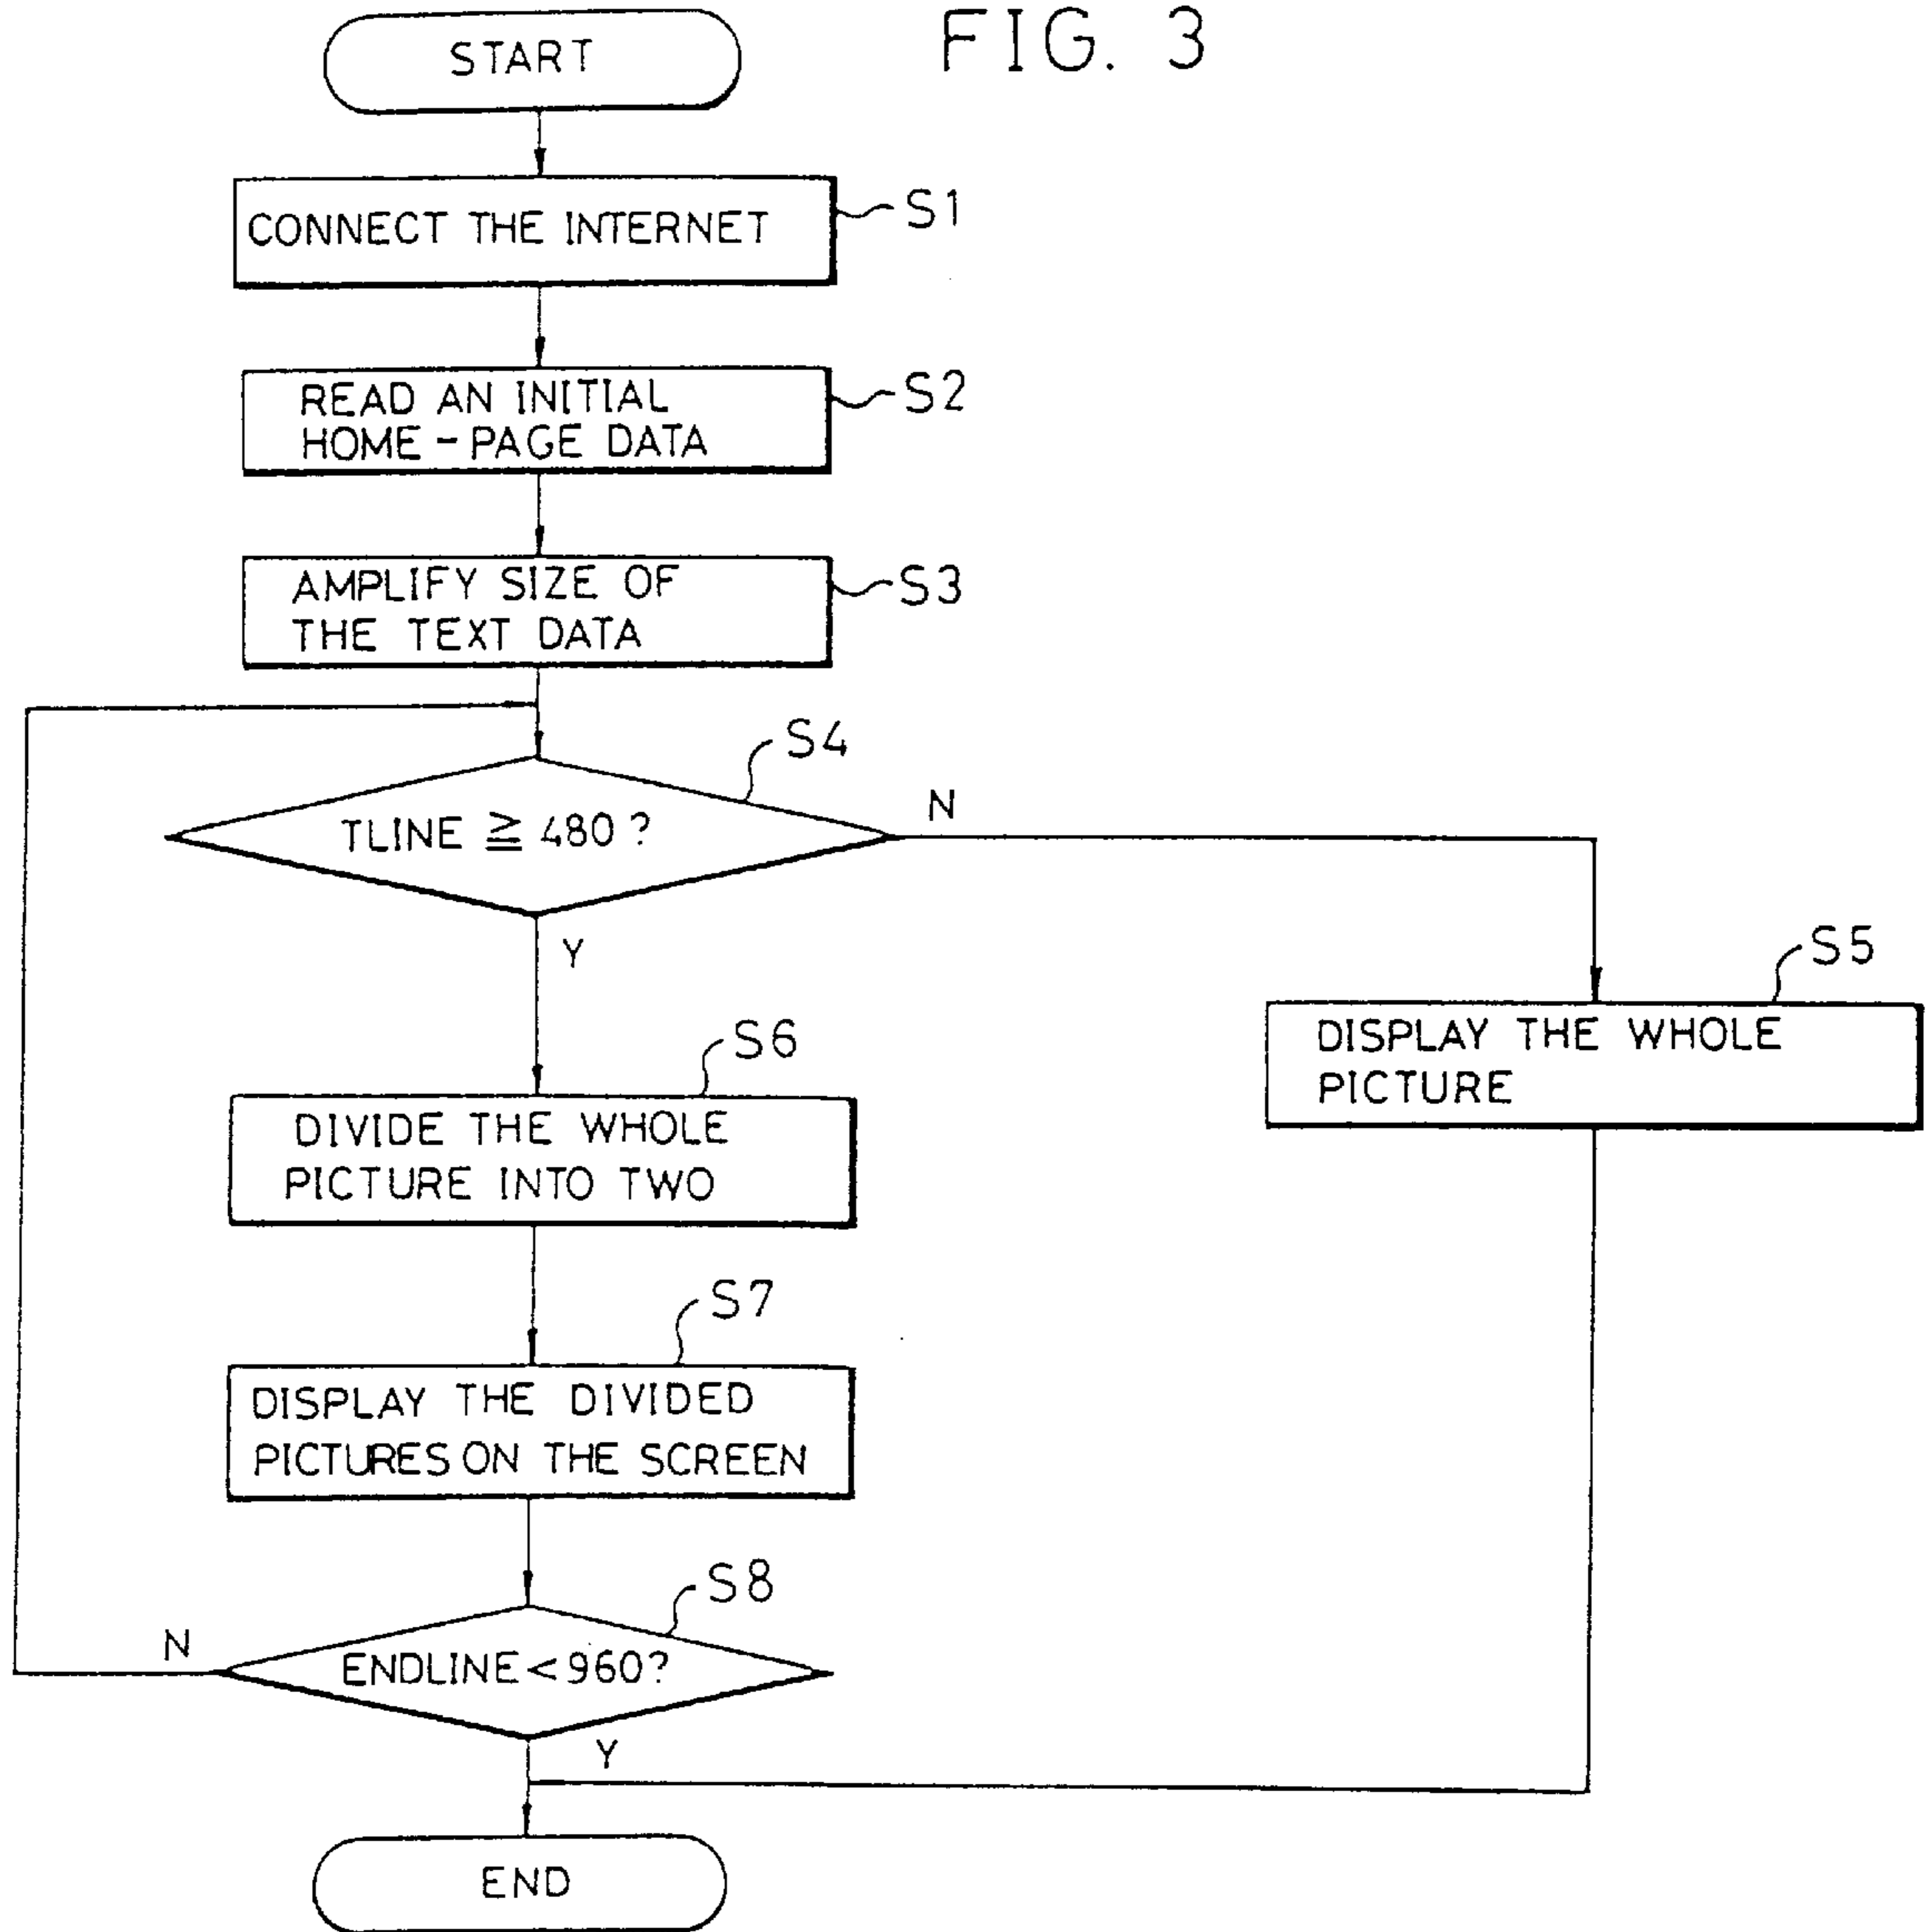 FIG. 3
START
CONNECT THE INTERNET
S1
READ AN INITIAL
HOME-PAGE DATA
S2
AMPLIFY SIZE OF
THE TEXT DATA
S3
S4
TLINE ≧ 480?
N
Y
S5
DISPLAY THE WHOLE
PICTURE
S6
DIVIDE THE WHOLE
PICTURE INTO TWO
S7
DISPLAY THE DIVIDED
PICTURES ON THE SCREEN
S8
N
ENDLINE<960?
Y
END